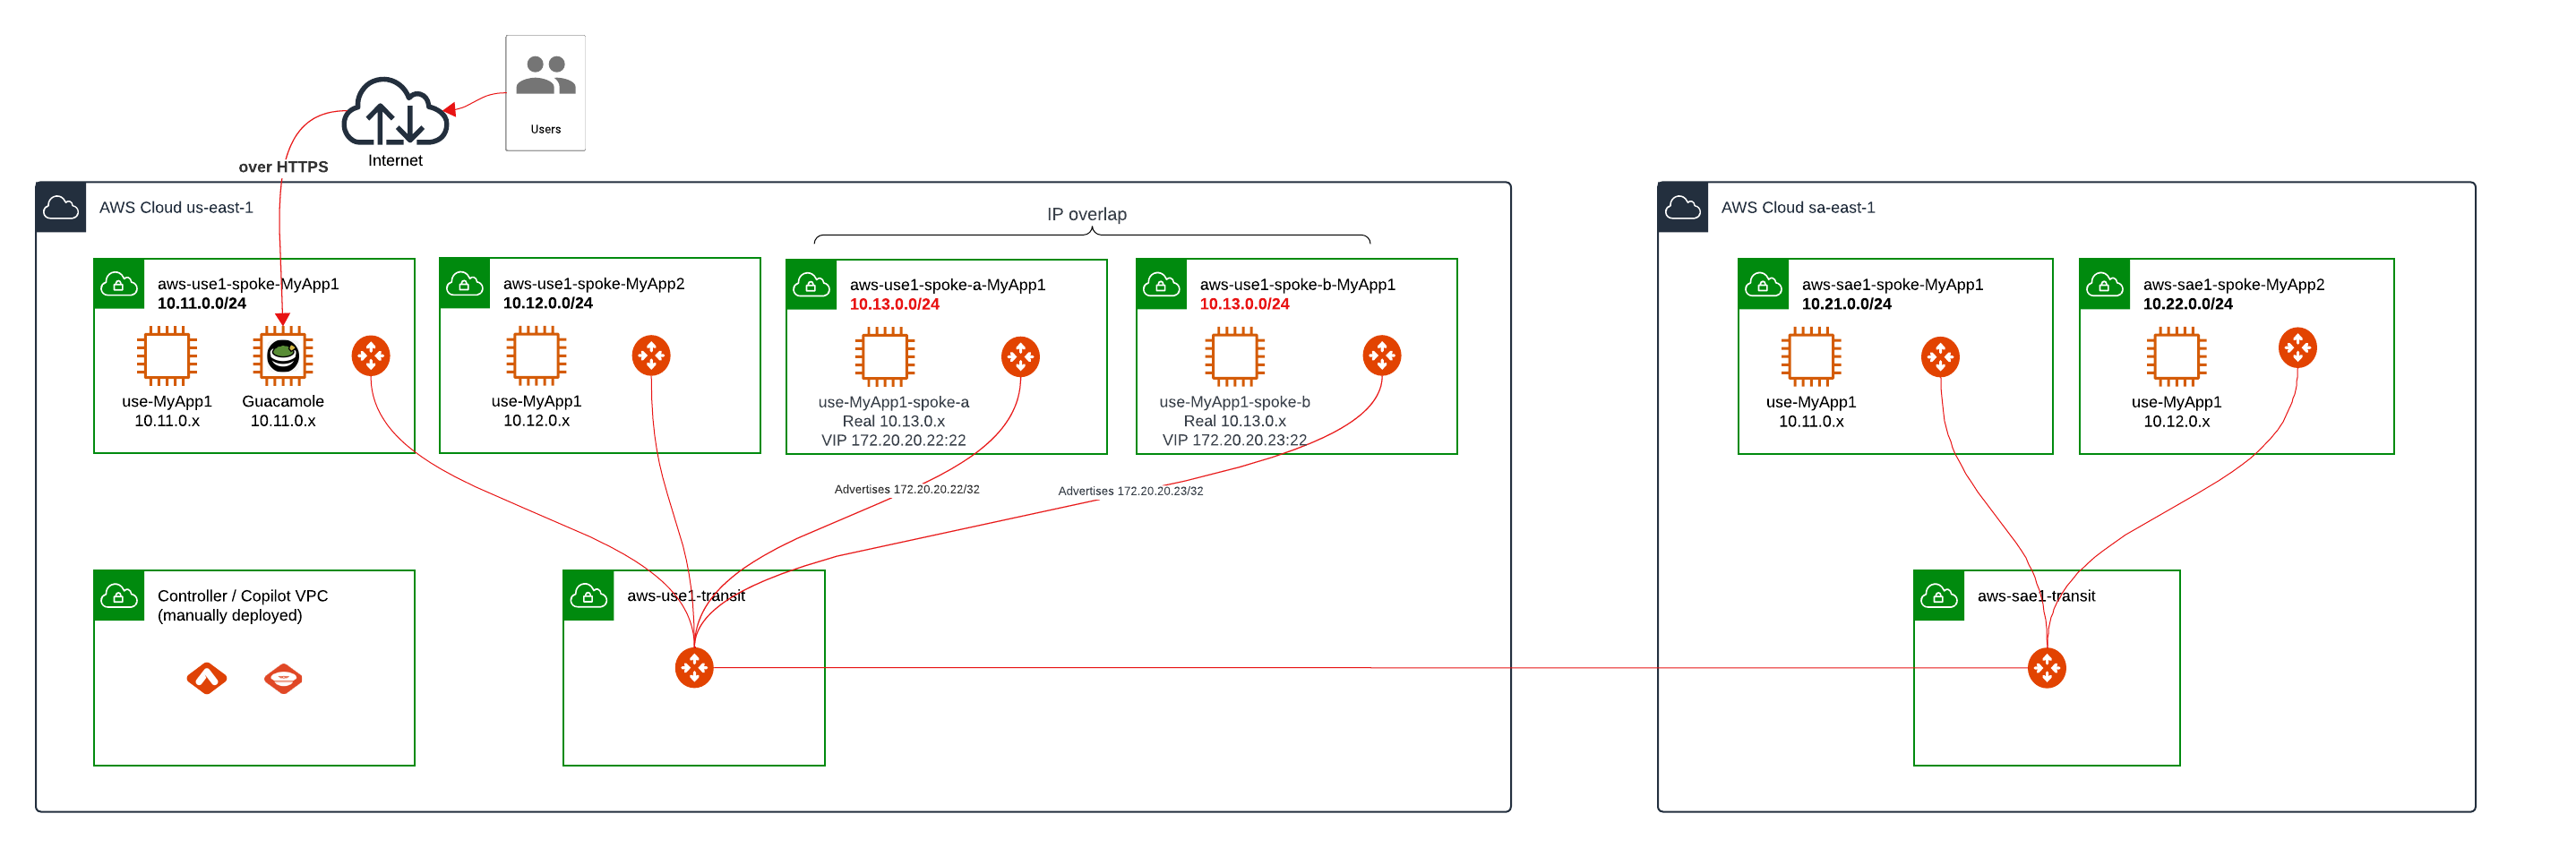 Users
Internet
over HTTPS
AWS Cloud us-east-1
IP overlap
aws-use1-spoke-MyApp1
10.11.0.0/24
use-MyApp1
10.11.0.x
Guacamole
10.11.0.x
aws-use1-spoke-MyApp2
10.12.0.0/24
use-MyApp1
10.12.0.x
aws-use1-spoke-a-MyApp1
10.13.0.0/24
use-MyApp1-spoke-a
Real 10.13.0.x
VIP 172.20.20.22:22
aws-use1-spoke-b-MyApp1
10.13.0.0/24
use-MyApp1-spoke-b
Real 10.13.0.x
VIP 172.20.20.23:22
Advertises 172.20.20.22/32
Advertises 172.20.20.23/32
Controller / Copilot VPC
(manually deployed)
aws-use1-transit
AWS Cloud sa-east-1
aws-sae1-spoke-MyApp1
10.21.0.0/24
use-MyApp1
10.11.0.x
aws-sae1-spoke-MyApp2
10.22.0.0/24
use-MyApp1
10.12.0.x
aws-sae1-transit